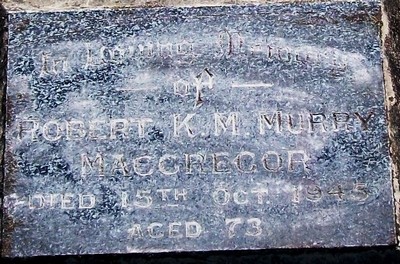 In Loving Memory
— of —
ROBERT K. M. MURRY
MACGREGOR
DIED 15TH OCT. 1945
AGED 73